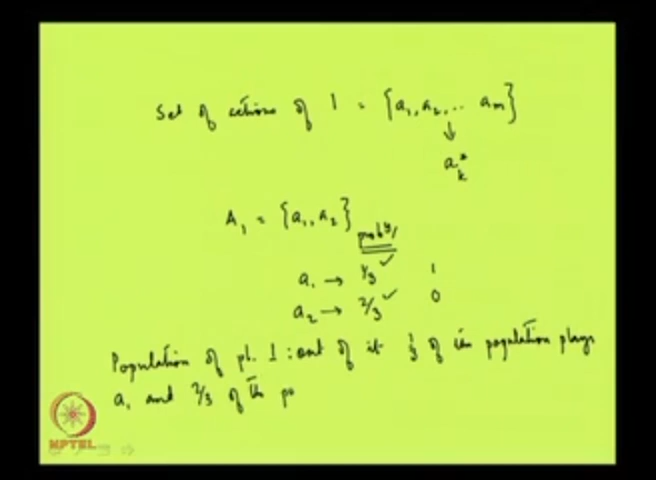 Set of actions of 1 = {a₁, a₂, .. aₘ}
↓
a*ₖ
A₁ = {a₁, a₂}
prob^y/
a₁ → 1/3 ✓ 1
a₂ → 2/3 ✓ 0
Population of pl. 1 : out of it 1/3 of the population plays
a₁ and 2/3 of the po
NPTEL